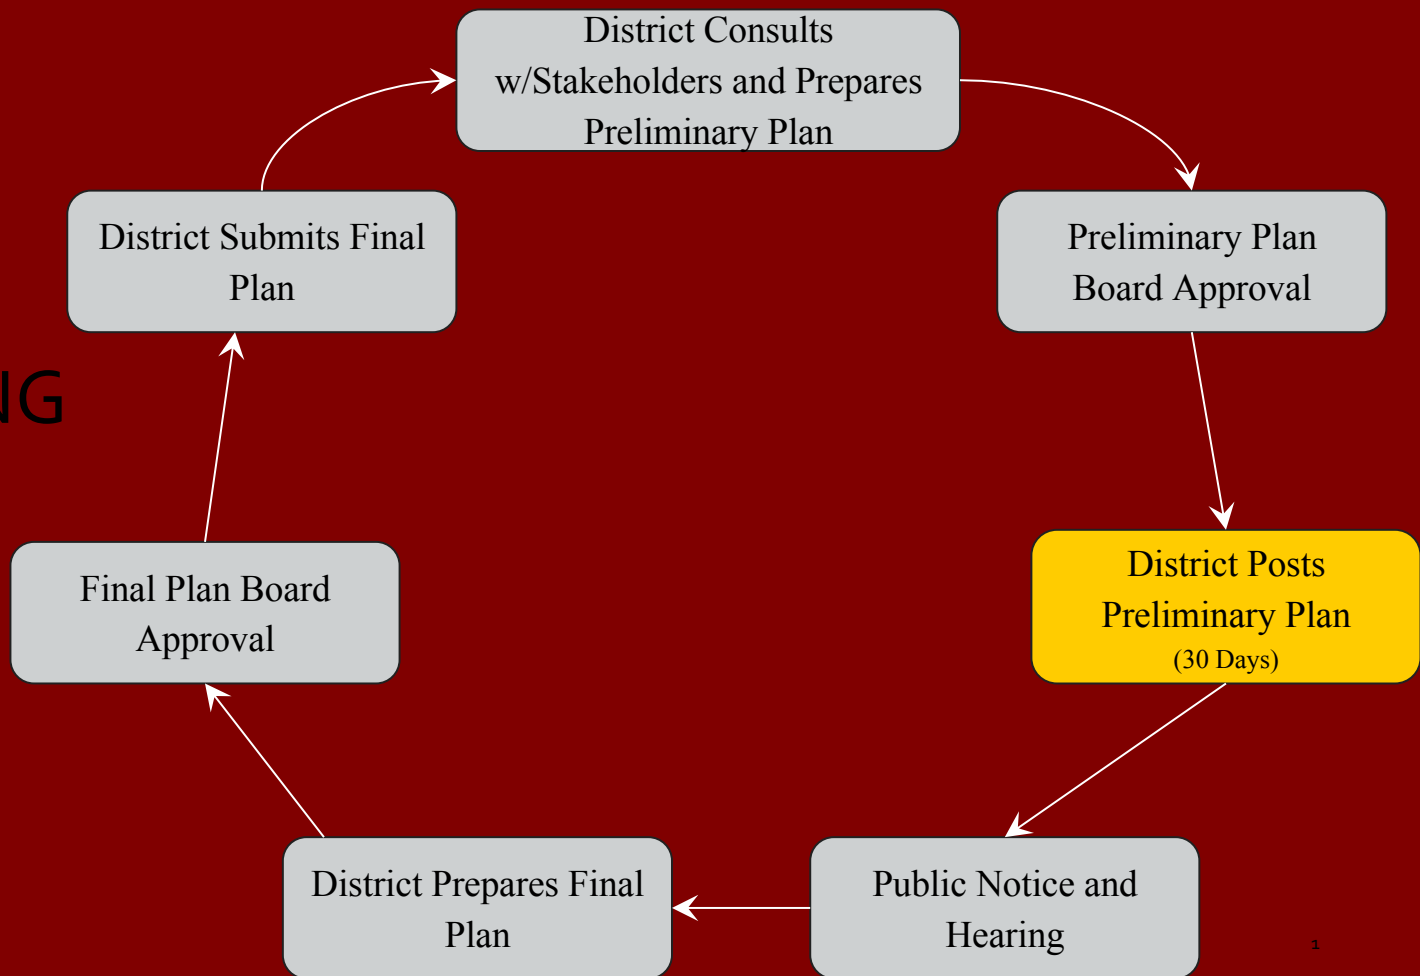 District Consults
w/Stakeholders and Prepares
Preliminary Plan
Preliminary Plan
Board Approval
District Posts
Preliminary Plan
(30 Days)
Public Notice and
Hearing
District Prepares Final
Plan
Final Plan Board
Approval
District Submits Final
Plan
1